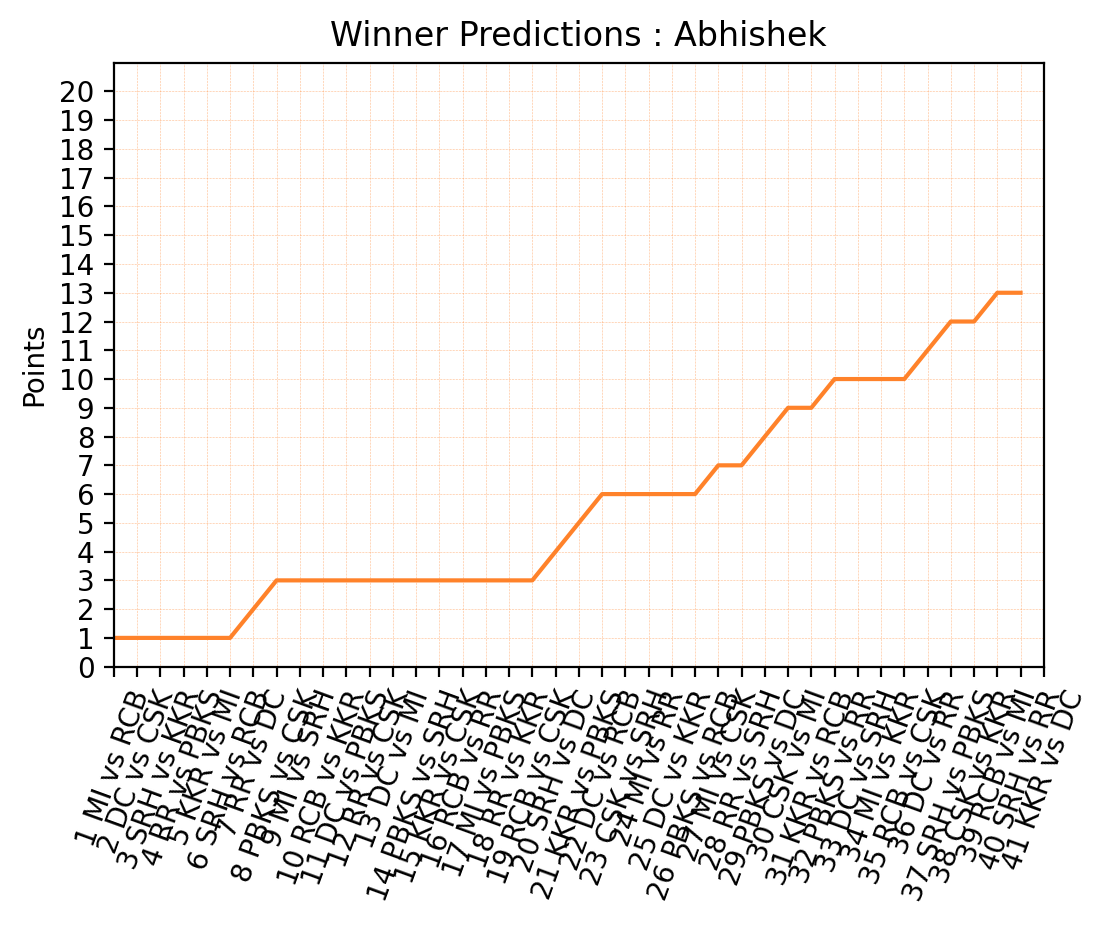 Winner Predictions : Abhishek
Points
20
19
18
17
16
15
14
13
12
11
10
9
8
7
6
5
4
3
2
1
0
1 MI vs RCB
2 DC vs CSK
3 SRH vs KKR
4 RR vs PBKS
5 KKR vs MI
6 SRH vs RCB
7 RR vs DC
8 PBKS vs CSK
9 MI vs SRH
10 RCB vs KKR
11 DC vs PBKS
12 RR vs CSK
13 DC vs MI
14 PBKS vs SRH
15 KKR vs CSK
16 RCB vs RR
17 MI vs PBKS
18 RR vs KKR
19 RCB vs CSK
20 SRH vs DC
21 KKR vs PBKS
22 DC vs RCB
23 CSK vs SRH
24 MI vs RR
25 DC vs KKR
26 PBKS vs RCB
27 MI vs CSK
28 RR vs SRH
29 PBKS vs DC
30 CSK vs MI
31 KKR vs RCB
32 PBKS vs RR
33 DC vs SRH
34 MI vs KKR
35 RCB vs CSK
36 DC vs RR
37 SRH vs PBKS
38 CSK vs KKR
39 RCB vs MI
40 SRH vs RR
41 KKR vs DC